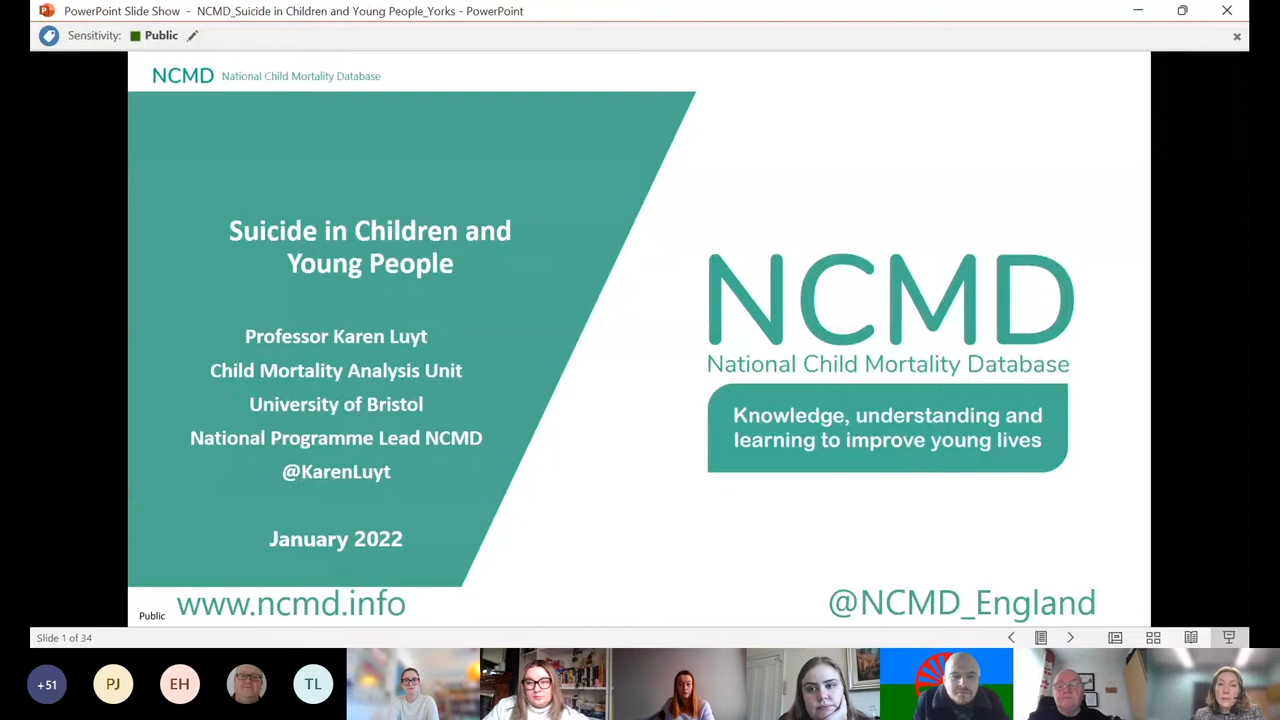 PowerPoint Slide Show - NCMD_Suicide in Children and Young People_Yorks - PowerPoint
Sensitivity: Public
NCMD National Child Mortality Database
Suicide in Children and
Young People
Professor Karen Luyt
Child Mortality Analysis Unit
University of Bristol
National Programme Lead NCMD
@KarenLuyt
January 2022
NCMD
National Child Mortality Database
Knowledge, understanding and
learning to improve young lives
Public
www.ncmd.info
@NCMD_England
Slide 1 of 34
+51
PJ
EH
TL